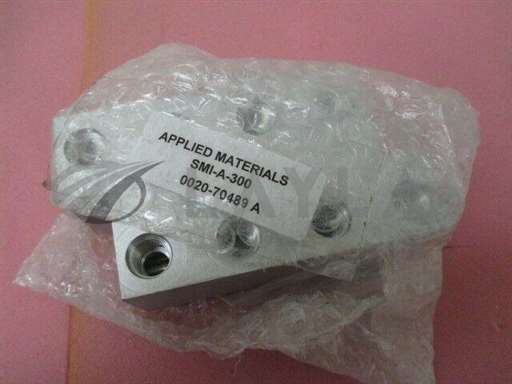 APPLIED MATERIALS
SMI-A-300
0020-70489 A